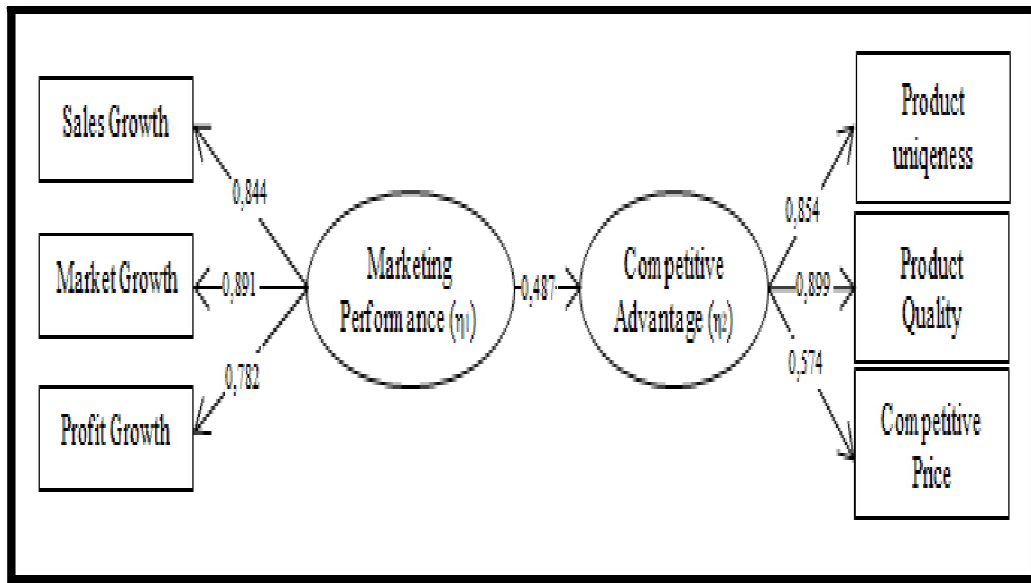 Sales Growth
0,844
Market Growth
0,891
Profit Growth
0,782
Marketing
Performance (η1)
0,487
Competitive
Advantage (η2)
0,854
0,899
0,574
Product
uniqeness
Product
Quality
Competitive
Price